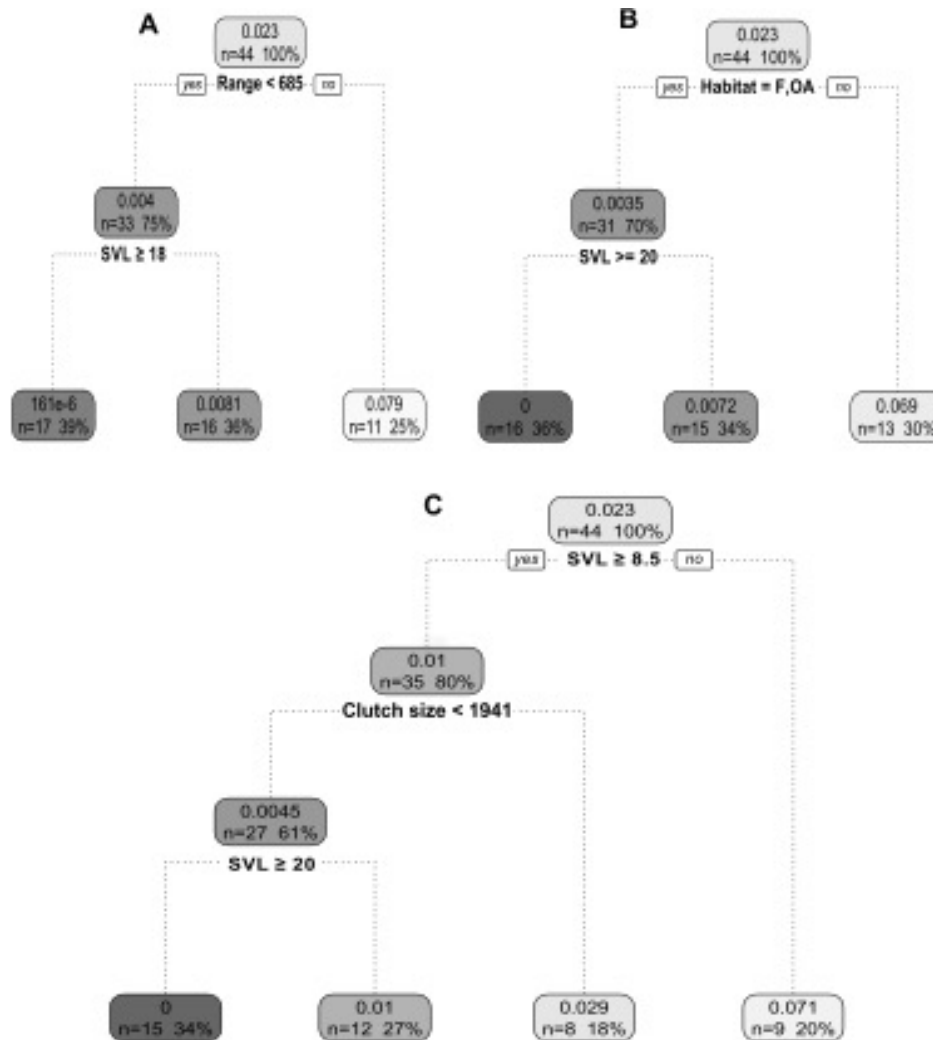 A
0.023
n=44 100%
yes Range < 685 no
0.004
n=33 75%
SVL ≥ 18
161e-6
n=17 39%
0.0081
n=16 36%
0.079
n=11 25%
B
0.023
n=44 100%
yes Habitat = F,OA no
0.0035
n=31 70%
SVL >= 20
0
n=16 36%
0.0072
n=15 34%
0.069
n=13 30%
C
0.023
n=44 100%
yes SVL ≥ 8.5 no
0.01
n=35 80%
Clutch size < 1941
0.0045
n=27 61%
SVL ≥ 20
0
n=15 34%
0.01
n=12 27%
0.029
n=8 18%
0.071
n=9 20%